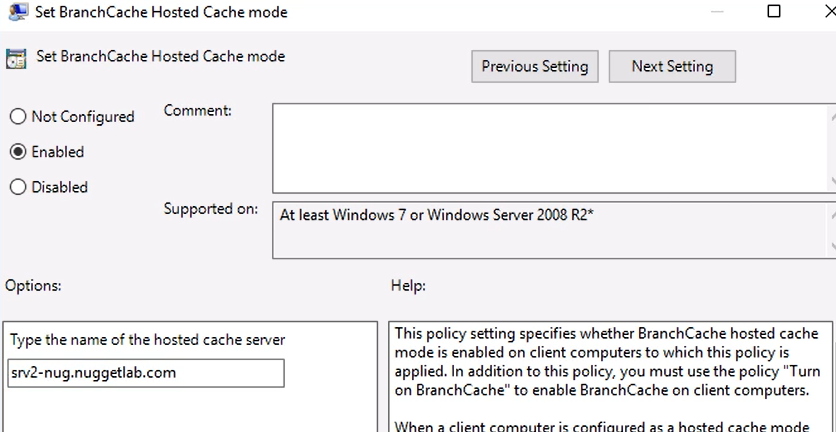 Set BranchCache Hosted Cache mode
Set BranchCache Hosted Cache mode
Previous Setting
Next Setting
Not Configured
Comment:
Enabled
Disabled
Supported on:
At least Windows 7 or Windows Server 2008 R2*
Options:
Help:
Type the name of the hosted cache server
srv2-nug.nuggetlab.com
This policy setting specifies whether BranchCache hosted cache
mode is enabled on client computers to which this policy is
applied. In addition to this policy, you must use the policy "Turn
on BranchCache" to enable BranchCache on client computers.
When a client computer is configured as a hosted cache mode